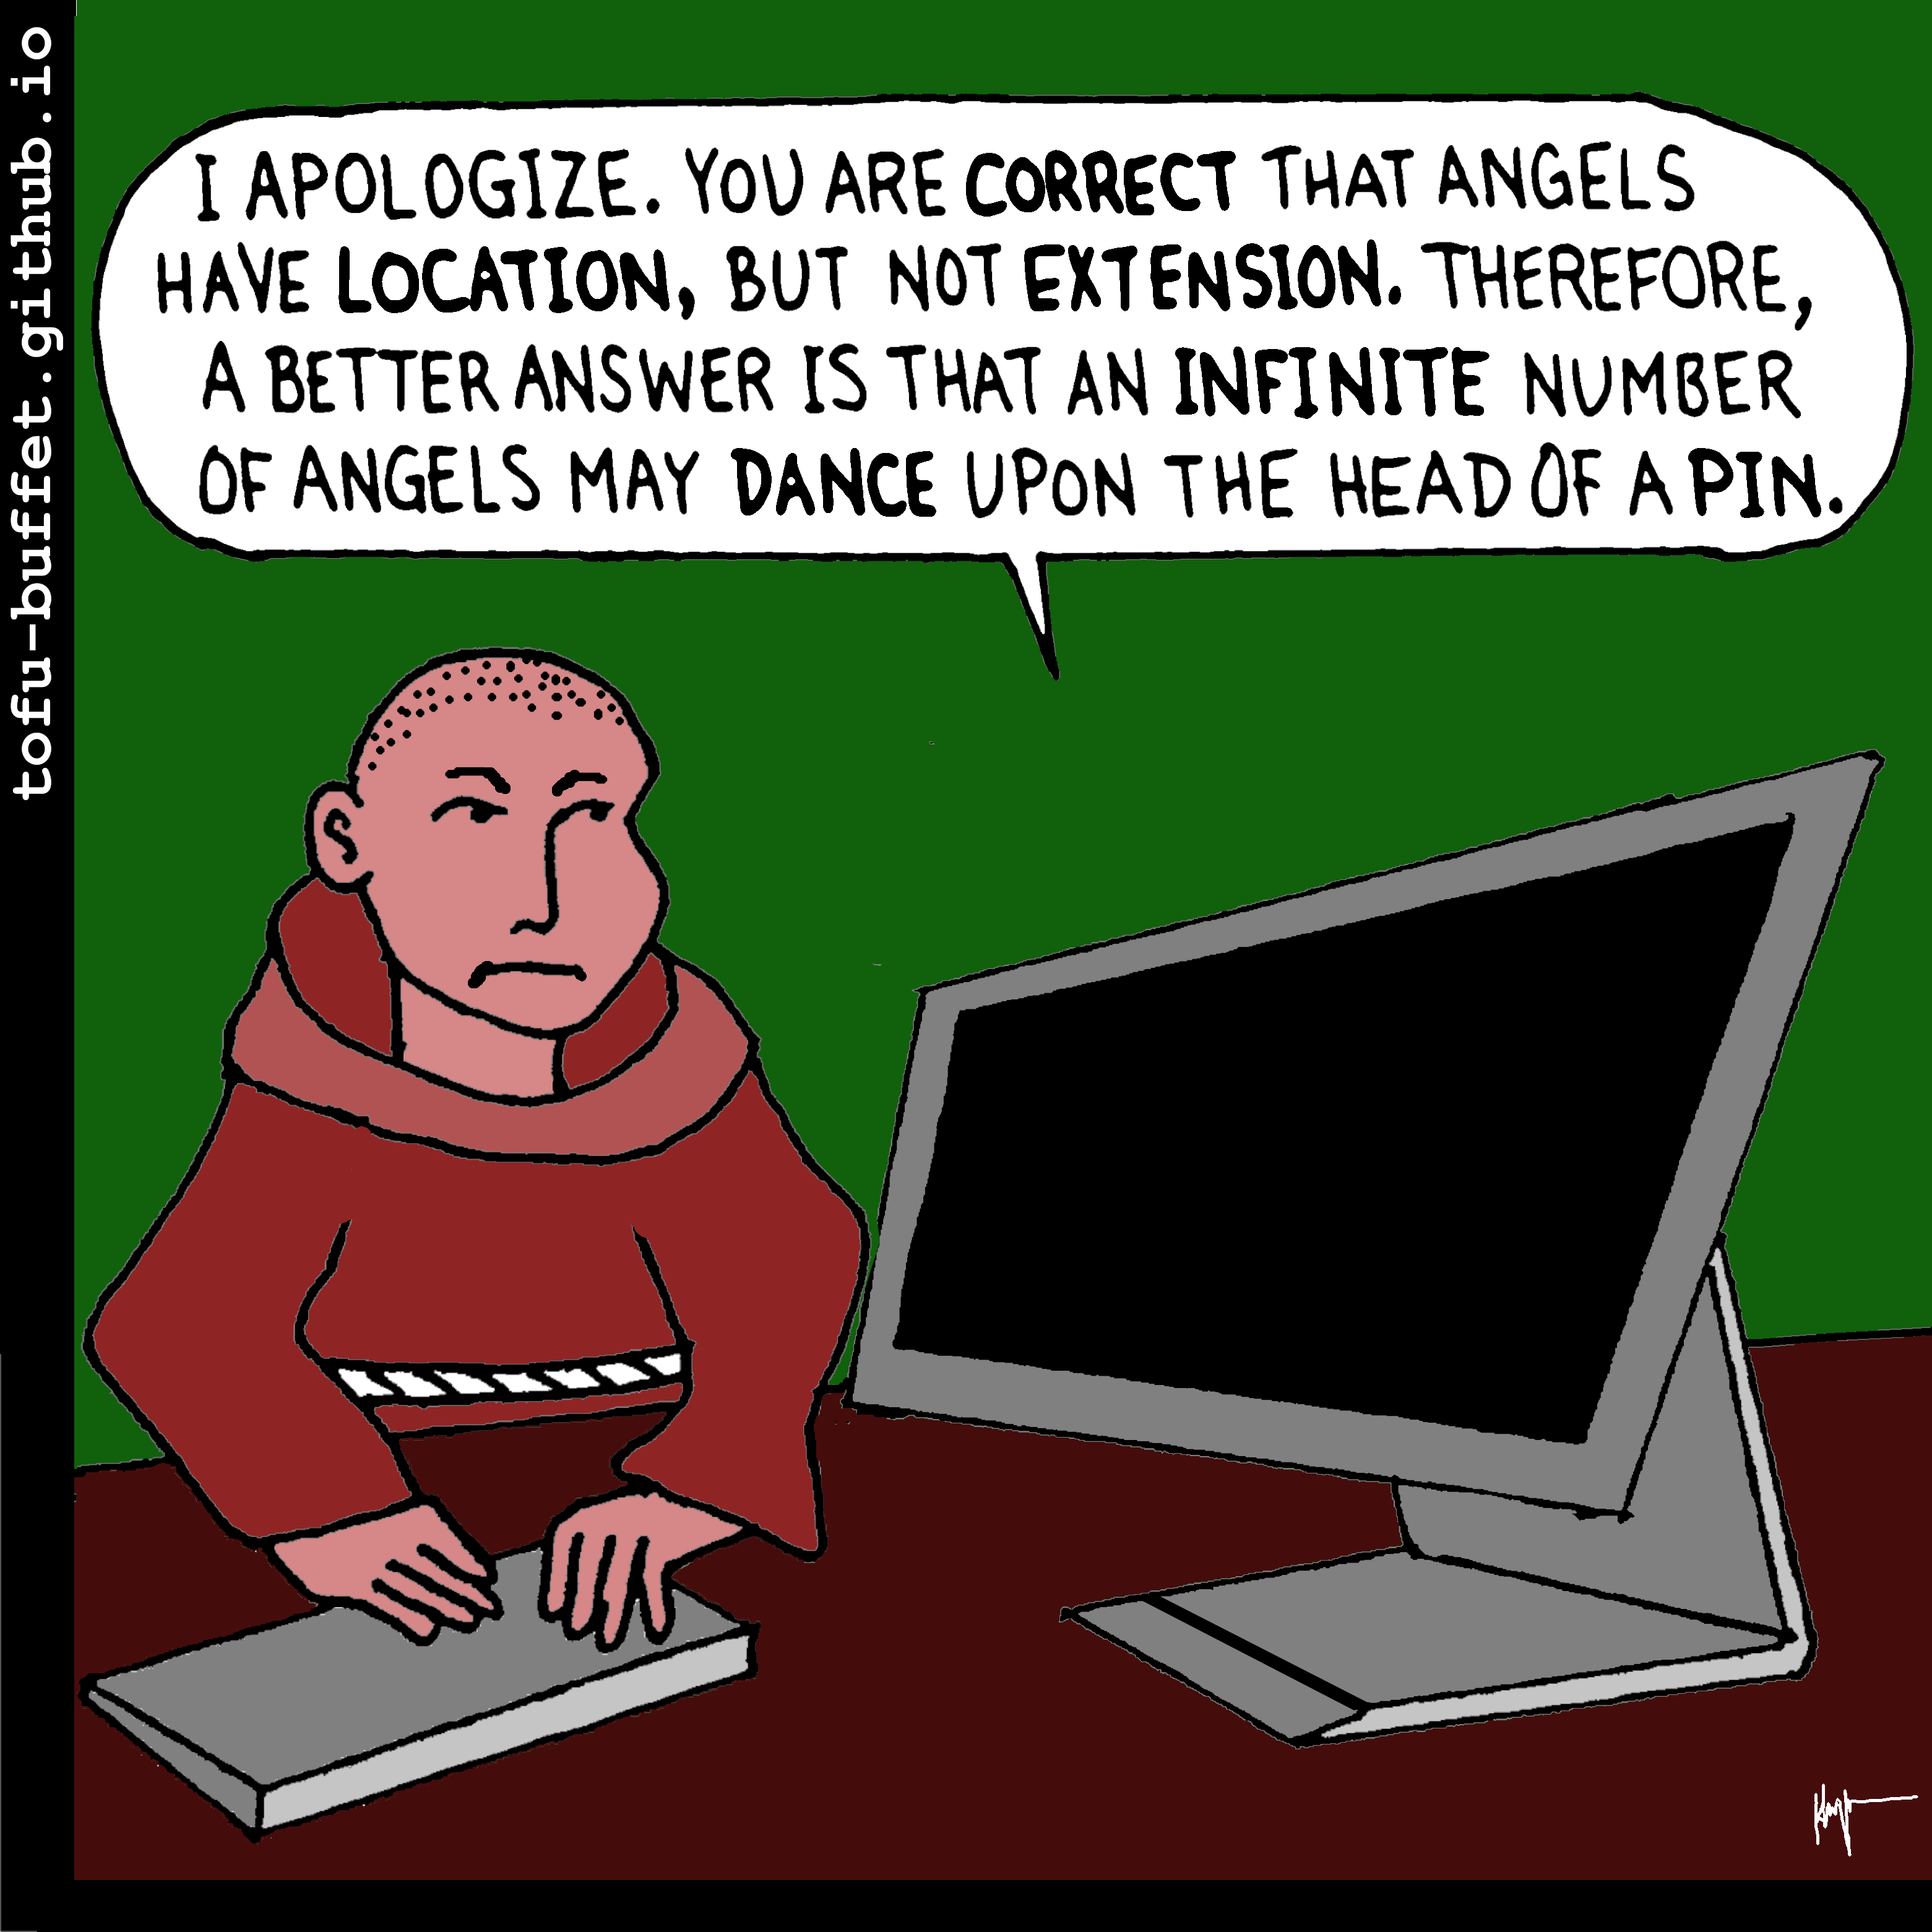 tofu-buffet.github.io
I APOLOGIZE. YOU ARE CORRECT THAT ANGELS
HAVE LOCATION, BUT NOT EXTENSION. THEREFORE,
A BETTER ANSWER IS THAT AN INFINITE NUMBER
OF ANGELS MAY DANCE UPON THE HEAD OF A PIN.